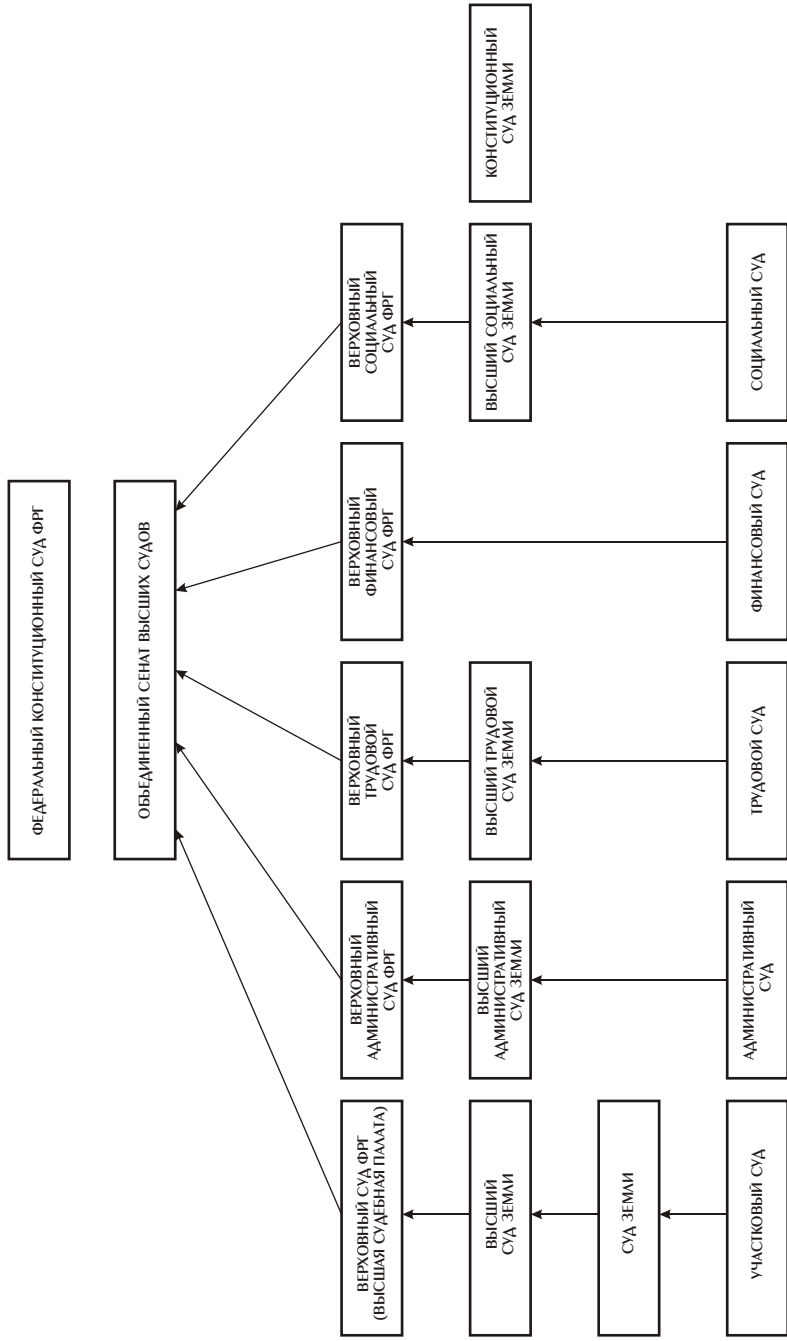 ФЕДЕРАЛЬНЫЙ КОНСТИТУЦИОННЫЙ СУД ФРГ
ОБЪЕДИНЕННЫЙ СЕНАТ ВЫСШИХ СУДОВ
ВЕРХОВНЫЙ СУД ФРГ
(ВЫСШАЯ СУДЕБНАЯ ПАЛАТА)
ВЕРХОВНЫЙ
АДМИНИСТРАТИВНЫЙ
СУД ФРГ
ВЕРХОВНЫЙ
ТРУДОВОЙ
СУД ФРГ
ВЕРХОВНЫЙ
ФИНАНСОВЫЙ
СУД ФРГ
ВЕРХОВНЫЙ
СОЦИАЛЬНЫЙ
СУД ФРГ
ВЫСШИЙ
СУД ЗЕМЛИ
ВЫСШИЙ
АДМИНИСТРАТИВНЫЙ
СУД ЗЕМЛИ
ВЫСШИЙ ТРУДОВОЙ
СУД ЗЕМЛИ
ВЫСШИЙ СОЦИАЛЬНЫЙ
СУД ЗЕМЛИ
КОНСТИТУЦИОННЫЙ
СУД ЗЕМЛИ
СУД ЗЕМЛИ
УЧАСТКОВЫЙ СУД
АДМИНИСТРАТИВНЫЙ
СУД
ТРУДОВОЙ СУД
ФИНАНСОВЫЙ СУД
СОЦИАЛЬНЫЙ СУД